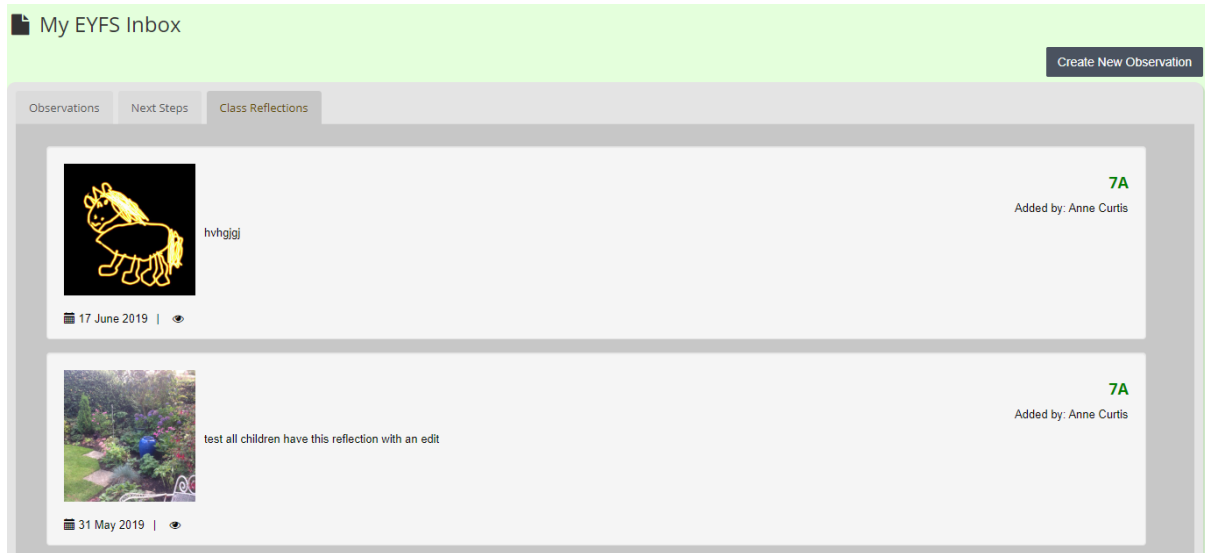 My EYFS Inbox
Create New Observation
Observations Next Steps Class Reflections
7A
Added by: Anne Curtis
hvhgjgj
17 June 2019 |
7A
Added by: Anne Curtis
test all children have this reflection with an edit
31 May 2019 |